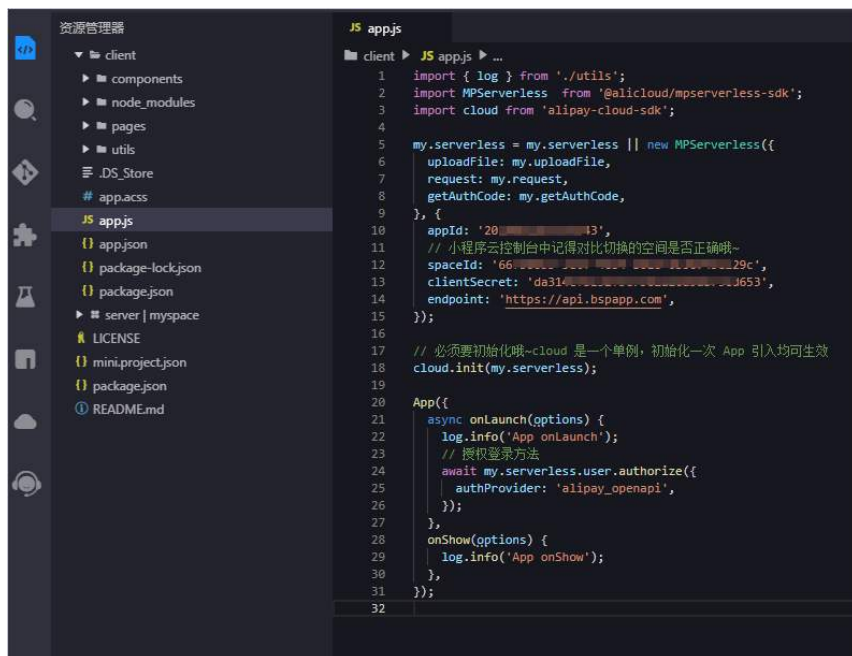 资源管理器
client
components
node_modules
pages
utils
.DS_Store
# app.acss
JS app.js
{} app.json
{} package-lock.json
{} package.json
server | myspace
LICENSE
{} mini.project.json
{} package.json
README.md
JS app.js
client JS app.js ...
1 import { log } from './utils';
2 import MPServerless from '@alicloud/mpserverless-sdk';
3 import cloud from 'alipay-cloud-sdk';
4
5 my.serverless = my.serverless || new MPServerless({
6 uploadFile: my.uploadFile,
7 request: my.request,
8 getAuthCode: my.getAuthCode,
9 }, {
10 appId: '20 43',
11 // 小程序云控制台中记得对比切换的空间是否正确哦~
12 spaceId: '66 29c',
13 clientSecret: 'da31 653',
14 endpoint: 'https://api.bspapp.com',
15 });
16
17 // 必须要初始化哦~cloud 是一个单例，初始化一次 App 引入均可生效
18 cloud.init(my.serverless);
19
20 App({
21 async onLaunch(options) {
22 log.info('App onLaunch');
23 // 授权登录方法
24 await my.serverless.user.authorize({
25 authProvider: 'alipay_openapi',
26 });
27 },
28 onShow(options) {
29 log.info('App onShow');
30 },
31 });
32